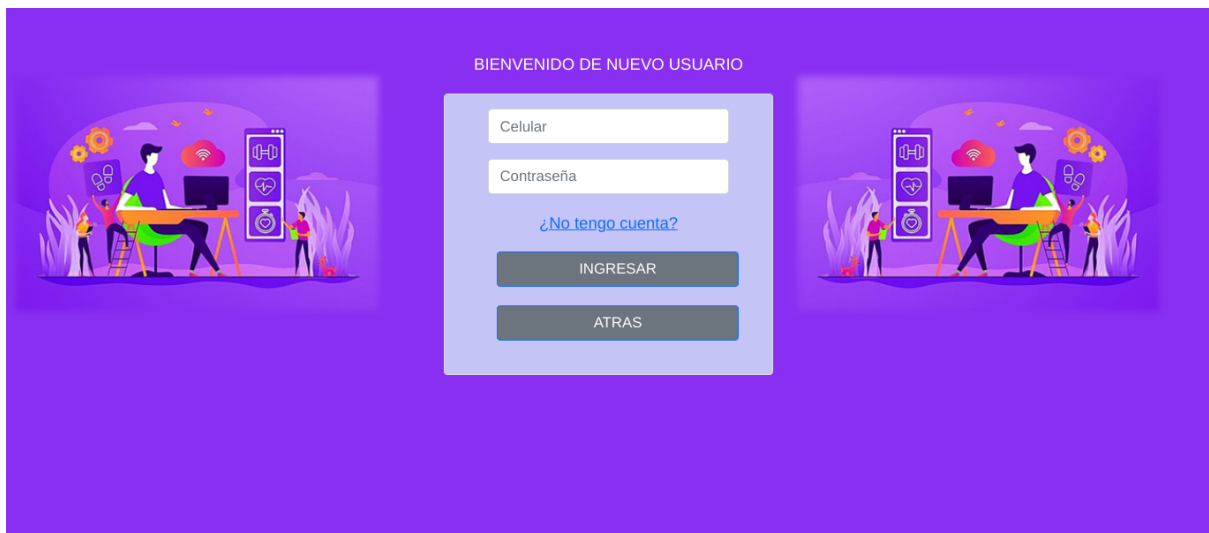 BIENVENIDO DE NUEVO USUARIO
Celular
Contraseña
¿No tengo cuenta?
INGRESAR
ATRAS